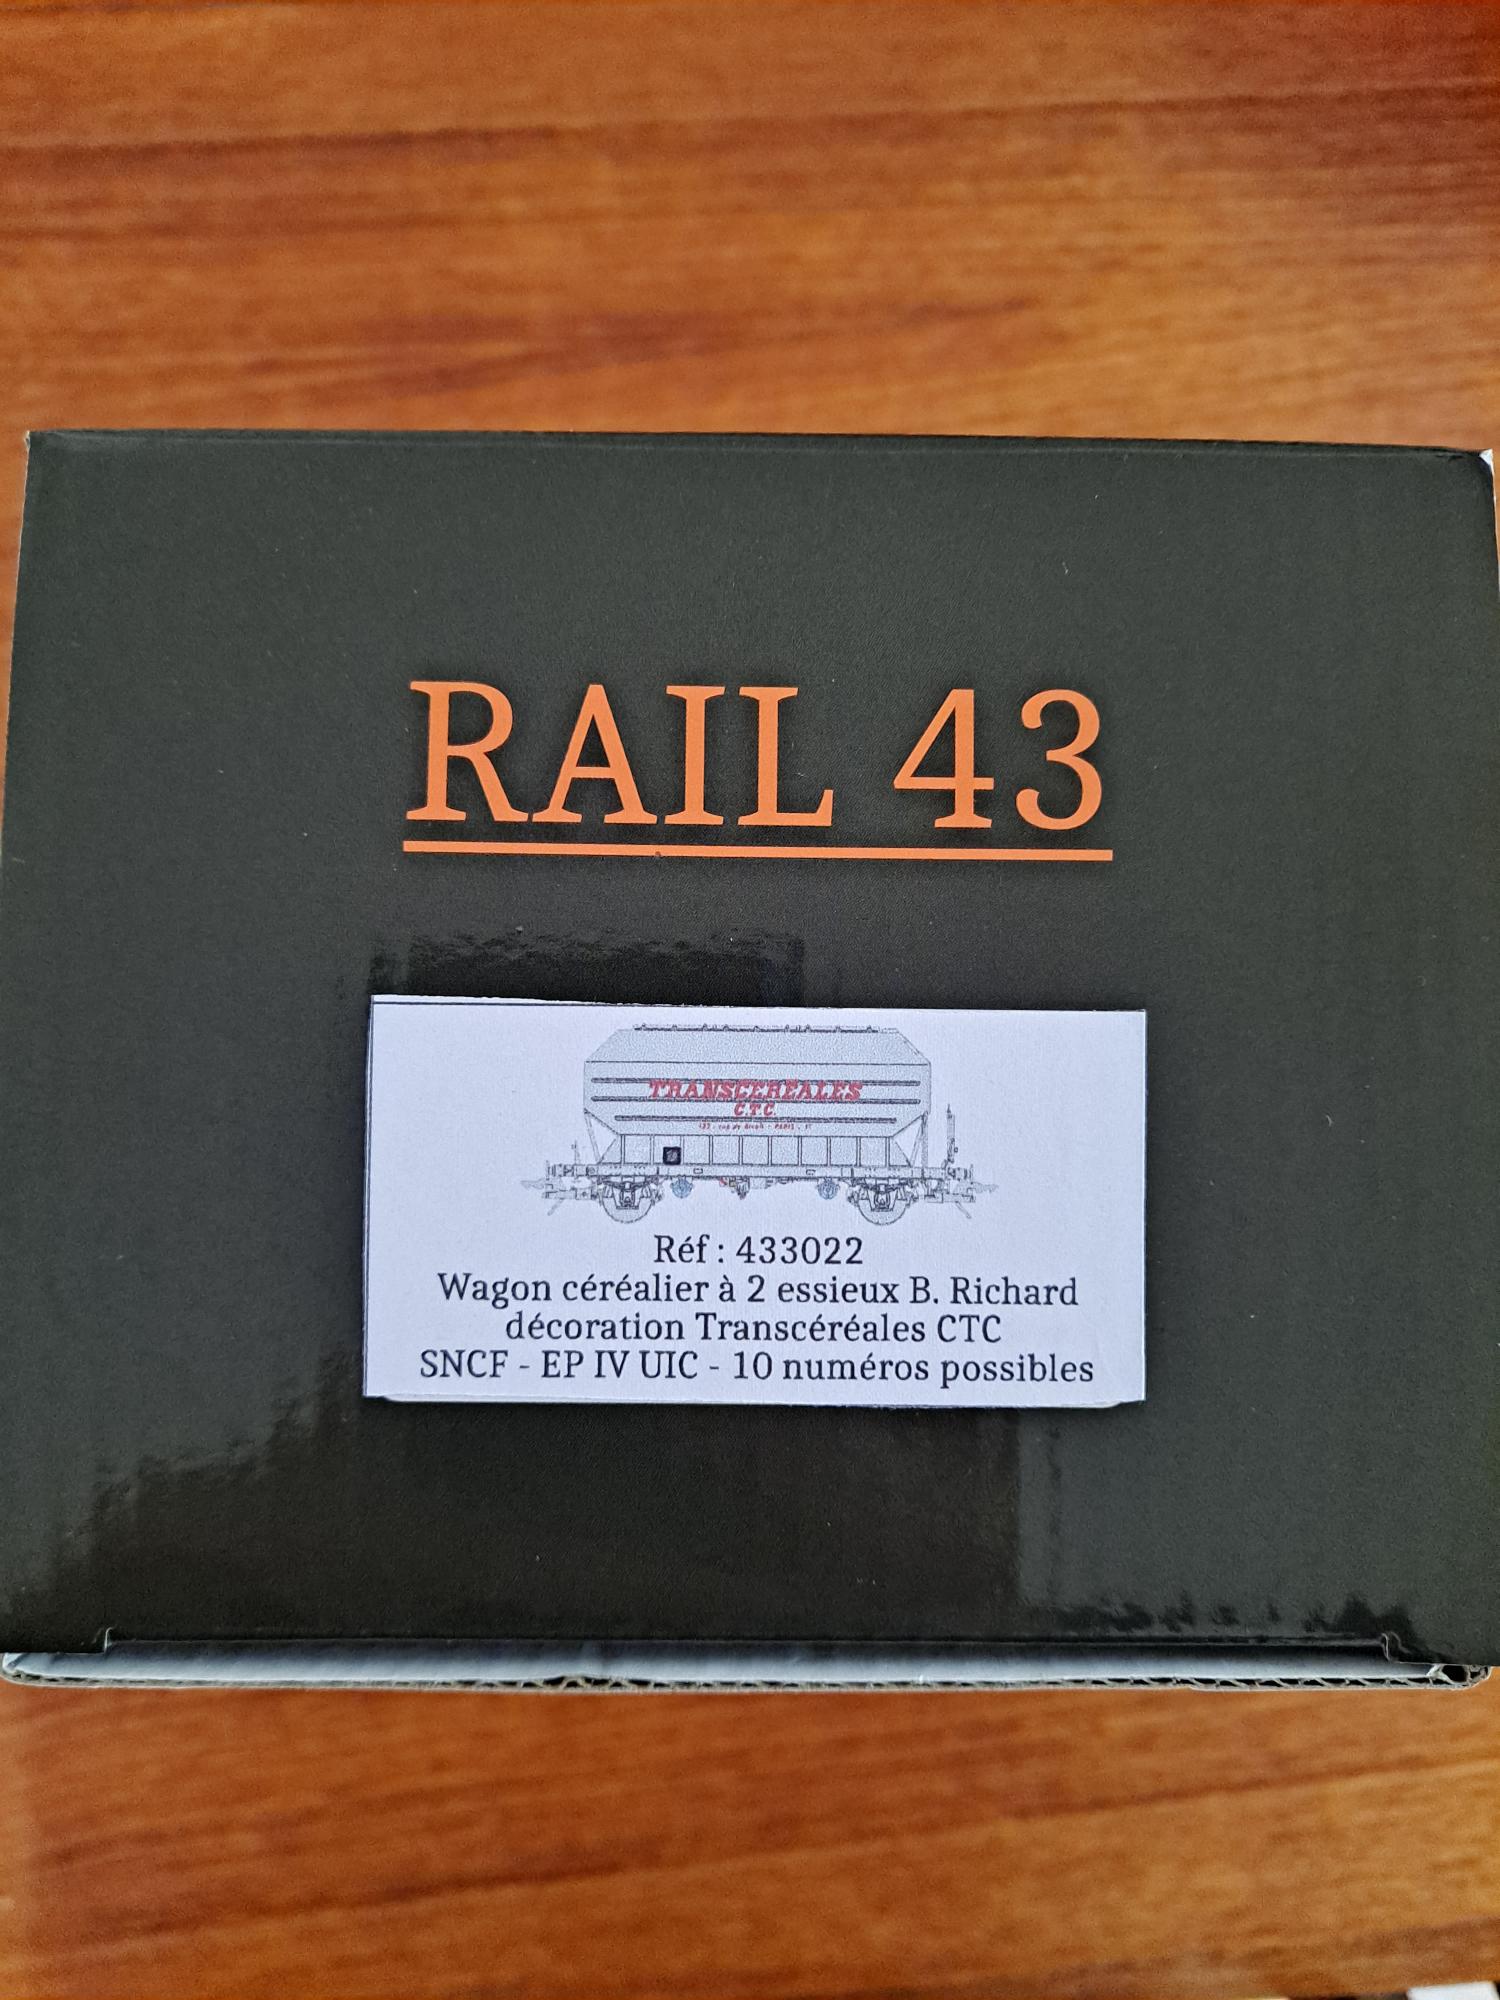 RAIL 43
TRANSCEREALES
C.T.C.
Réf : 433022
Wagon céréalier à 2 essieux B. Richard
décoration Transcéréales CTC
SNCF - EP IV UIC - 10 numéros possibles